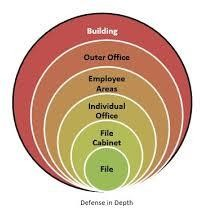 Building
Outer Office
Employee
Areas
Individual
Office
File
Cabinet
File
Defense in Depth